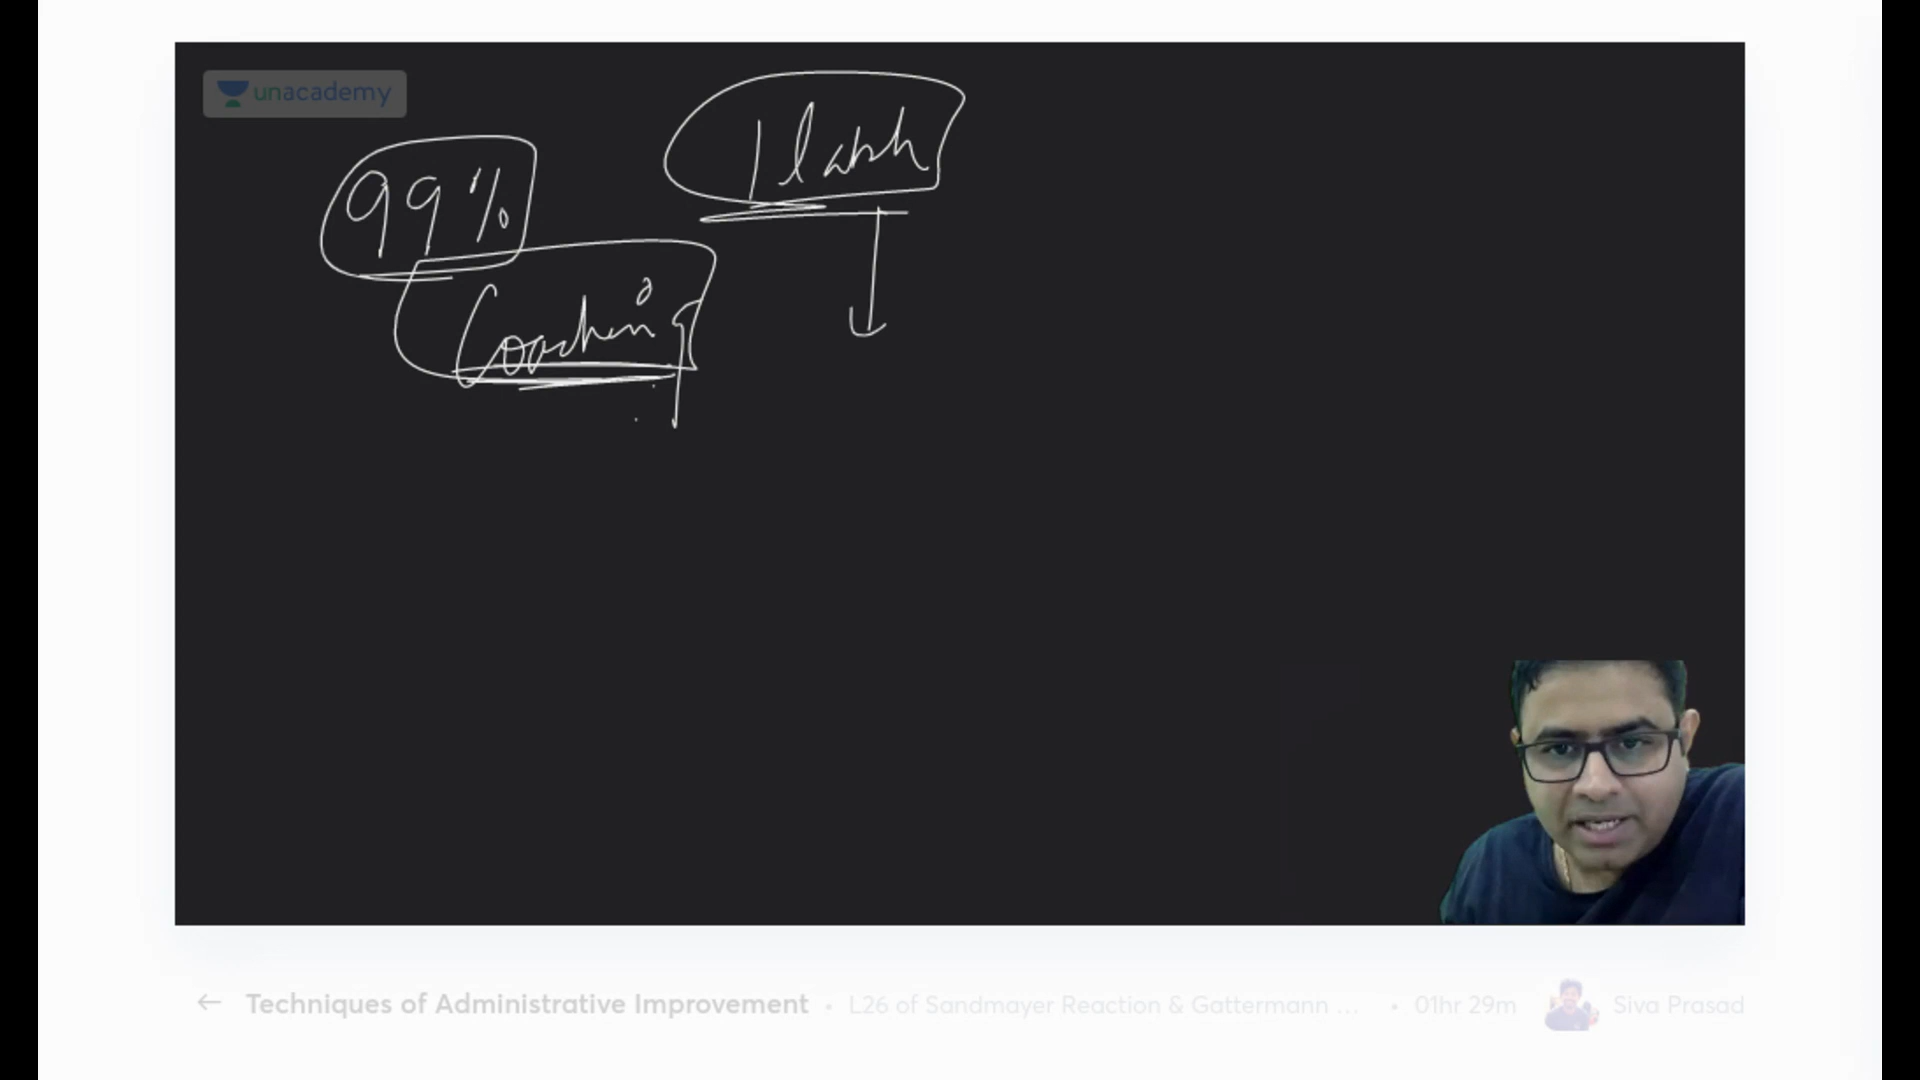 unacademy
1 lakh
99%
Coaching
← Techniques of Administrative Improvement • L26 of Sandmayer Reaction & Gattermann ... • 01hr 29m Siva Prasad